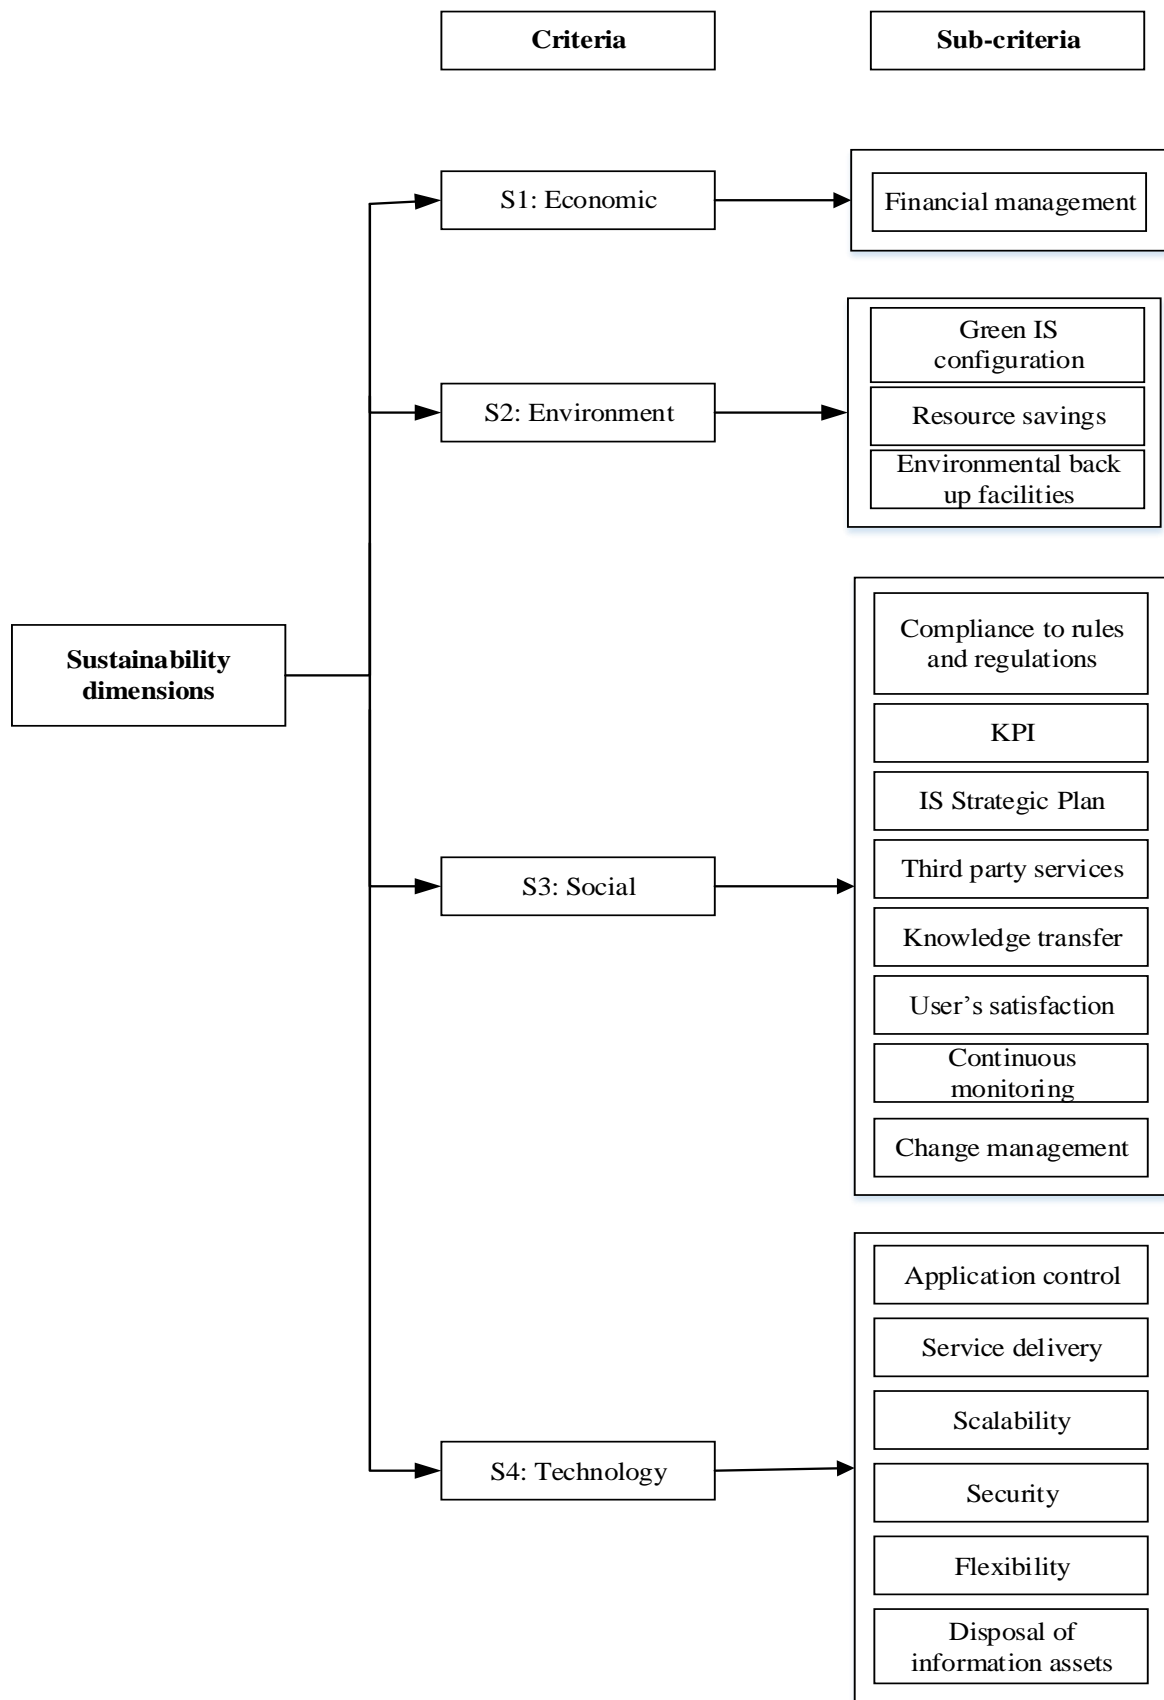 Criteria
Sub-criteria
S1: Economic
Financial management
Green IS
configuration
S2: Environment
Resource savings
Environmental back
up facilities
Compliance to rules
and regulations
Sustainability
dimensions
KPI
IS Strategic Plan
Third party services
S3: Social
Knowledge transfer
User’s satisfaction
Continuous
monitoring
Change management
Application control
Service delivery
Scalability
S4: Technology
Security
Flexibility
Disposal of
information assets